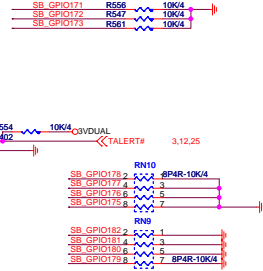 SB_GPIO171 R556 10K/4
SB_GPIO172 R547 10K/4
SB_GPIO173 R561 10K/4
554 10K/4 3VDUAL
402
TALERT# 3,12,25
RN10
SB_GPIO178 2 1 8P4R-10K/4
SB_GPIO177 4 3
SB_GPIO176 6 5
SB_GPIO175 8 7
RN9
SB_GPIO182 2 1
SB_GPIO181 4 3
SB_GPIO180 6 5
SB_GPIO179 8 7 8P4R-10K/4